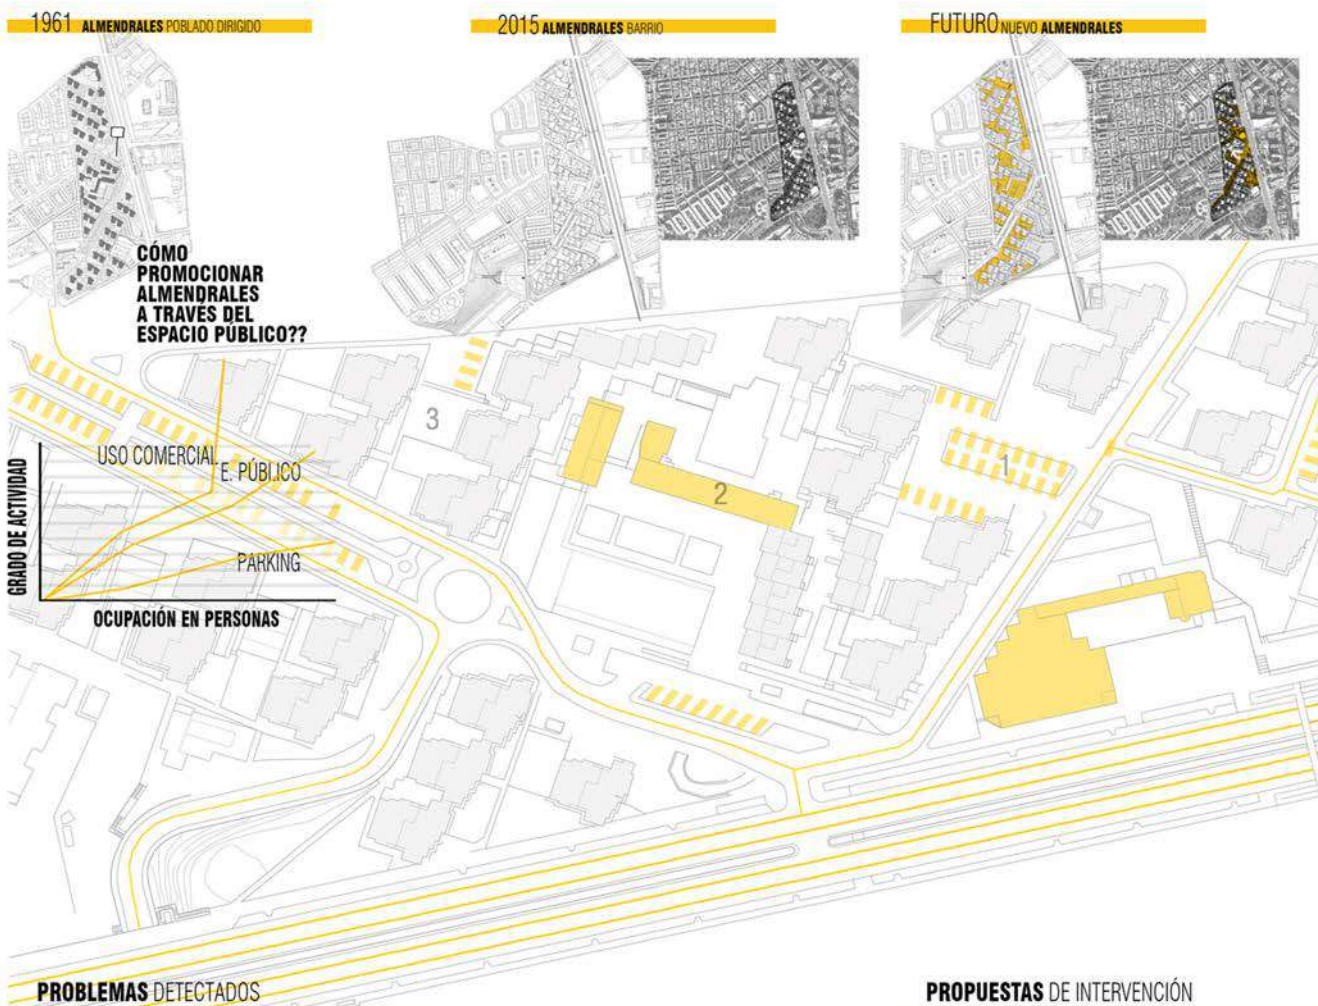 1961 ALMENDRALES POBLADO DIRIGIDO
2015 ALMENDRALES BARRIO
FUTURO NUEVO ALMENDRALES
CÓMO
PROMOCIONAR
ALMENDRALES
A TRAVÉS DEL
ESPACIO PÚBLICO??
3
1
2
USO COMERCIAL
E. PÚBLICO
PARKING
GRADO DE ACTIVIDAD
OCUPACIÓN EN PERSONAS
PROBLEMAS DETECTADOS
PROPUESTAS DE INTERVENCIÓN